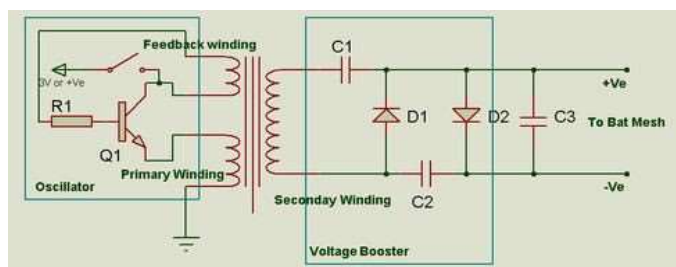 Feedback winding
C1
3V or +Ve
+Ve
R1
D1
D2
C3
To Bat Mesh
Q1
Primary Winding
-Ve
Oscillator
Seconday Winding
C2
Voltage Booster